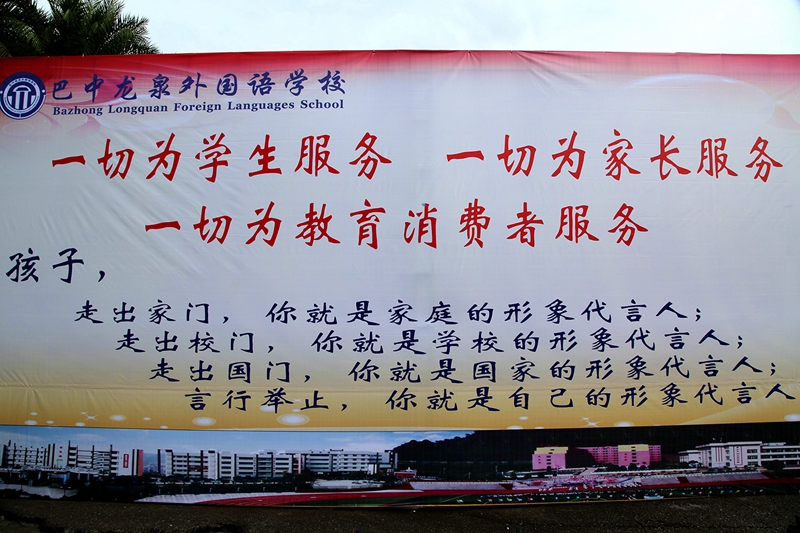 巴中龙泉外国语学校
Bazhong Longquan Foreign Languages School
一切为学生服务 一切为家长服务
一切为教育消费者服务
孩子，
走出家门，你就是家庭的形象代言人；
走出校门，你就是学校的形象代言人；
走出国门，你就是国家的形象代言人；
言行举止，你就是自己的形象代言人